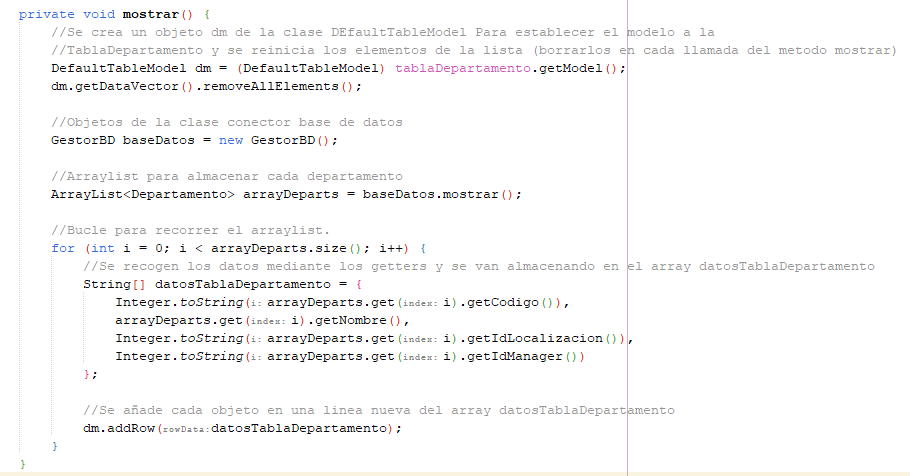 private void mostrar() {
//Se crea un objeto dm de la clase DEfaultTableModel Para establecer el modelo a la
//TablaDepartamento y se reinicia los elementos de la lista (borrarlos en cada llamada del metodo mostrar)
DefaultTableModel dm = (DefaultTableModel) tablaDepartamento.getModel();
dm.getDataVector().removeAllElements();
//Objetos de la clase conector base de datos
GestorBD baseDatos = new GestorBD();
//Arraylist para almacenar cada departamento
ArrayList<Departamento> arrayDeparts = baseDatos.mostrar();
//Bucle para recorrer el arraylist.
for (int i = 0; i < arrayDeparts.size(); i++) {
//Se recogen los datos mediante los getters y se van almacenando en el array datosTablaDepartamento
String[] datosTablaDepartamento = {
Integer.toString(i: arrayDeparts.get(index: i).getCodigo()),
arrayDeparts.get(index: i).getNombre(),
Integer.toString(i: arrayDeparts.get(index: i).getIdLocalizacion()),
Integer.toString(i: arrayDeparts.get(index: i).getIdManager())
};
//Se añade cada objeto en una linea nueva del array datosTablaDepartamento
dm.addRow(rowData:datosTablaDepartamento);
}
}